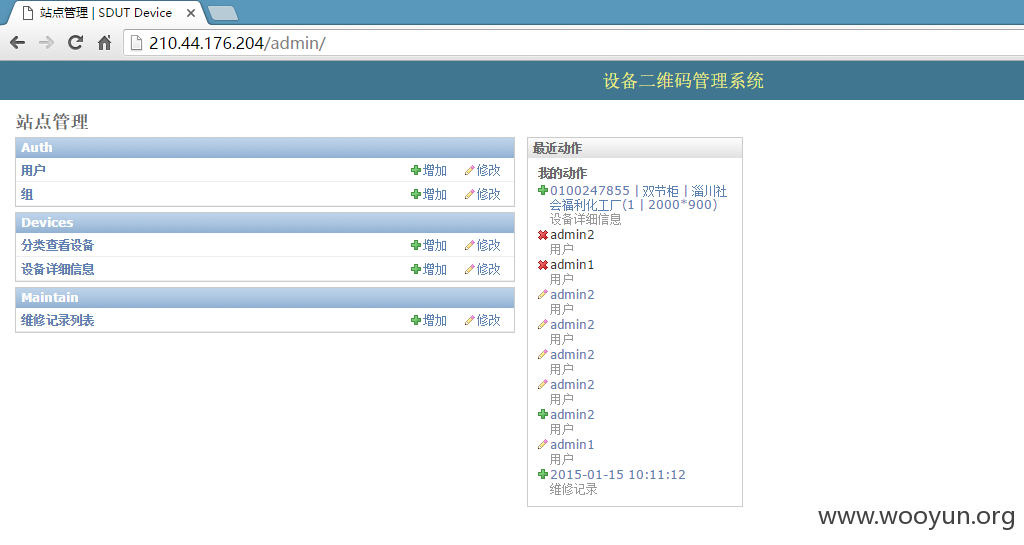 站点管理 | SDUT Device
210.44.176.204/admin/
设备二维码管理系统
站点管理
Auth
用户 增加 修改
组 增加 修改
Devices
分类查看设备 增加 修改
设备详细信息 增加 修改
Maintain
维修记录列表 增加 修改
最近动作
我的动作
0100247855 | 双节柜 | 淄川社
会福利化工厂(1 | 2000*900)
设备详细信息
admin2
用户
admin1
用户
admin2
用户
admin2
用户
admin2
用户
admin2
用户
admin2
用户
admin1
用户
2015-01-15 10:11:12
维修记录
www.wooyun.org